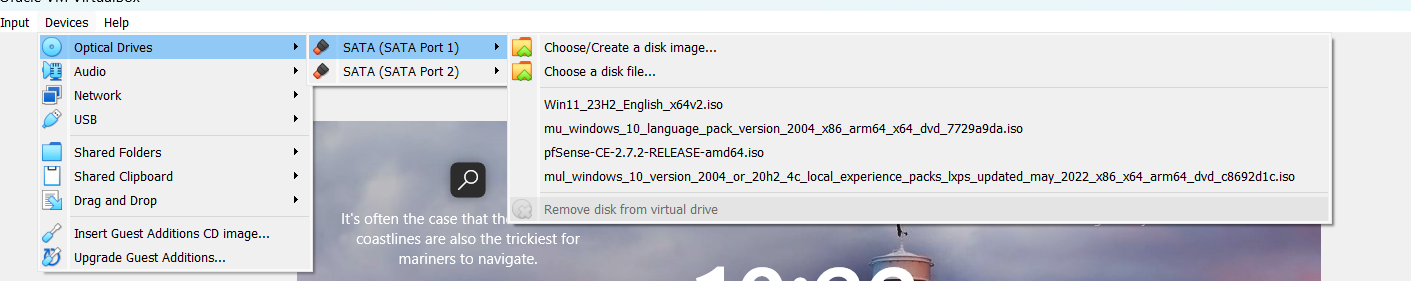 Oracle VM VirtualBox
Input Devices Help
Optical Drives
Audio
Network
USB
Shared Folders
Shared Clipboard
Drag and Drop
Insert Guest Additions CD image...
Upgrade Guest Additions...
SATA (SATA Port 1)
SATA (SATA Port 2)
Choose/Create a disk image...
Choose a disk file...
Win11_23H2_English_x64v2.iso
mu_windows_10_language_pack_version_2004_x86_arm64_x64_dvd_7729a9da.iso
pfSense-CE-2.7.2-RELEASE-amd64.iso
mul_windows_10_version_2004_or_20h2_4c_local_experience_packs_lxps_updated_may_2022_x86_x64_arm64_dvd_c8692d1c.iso
Remove disk from virtual drive
It's often the case that the
coastlines are also the trickiest for
mariners to navigate.